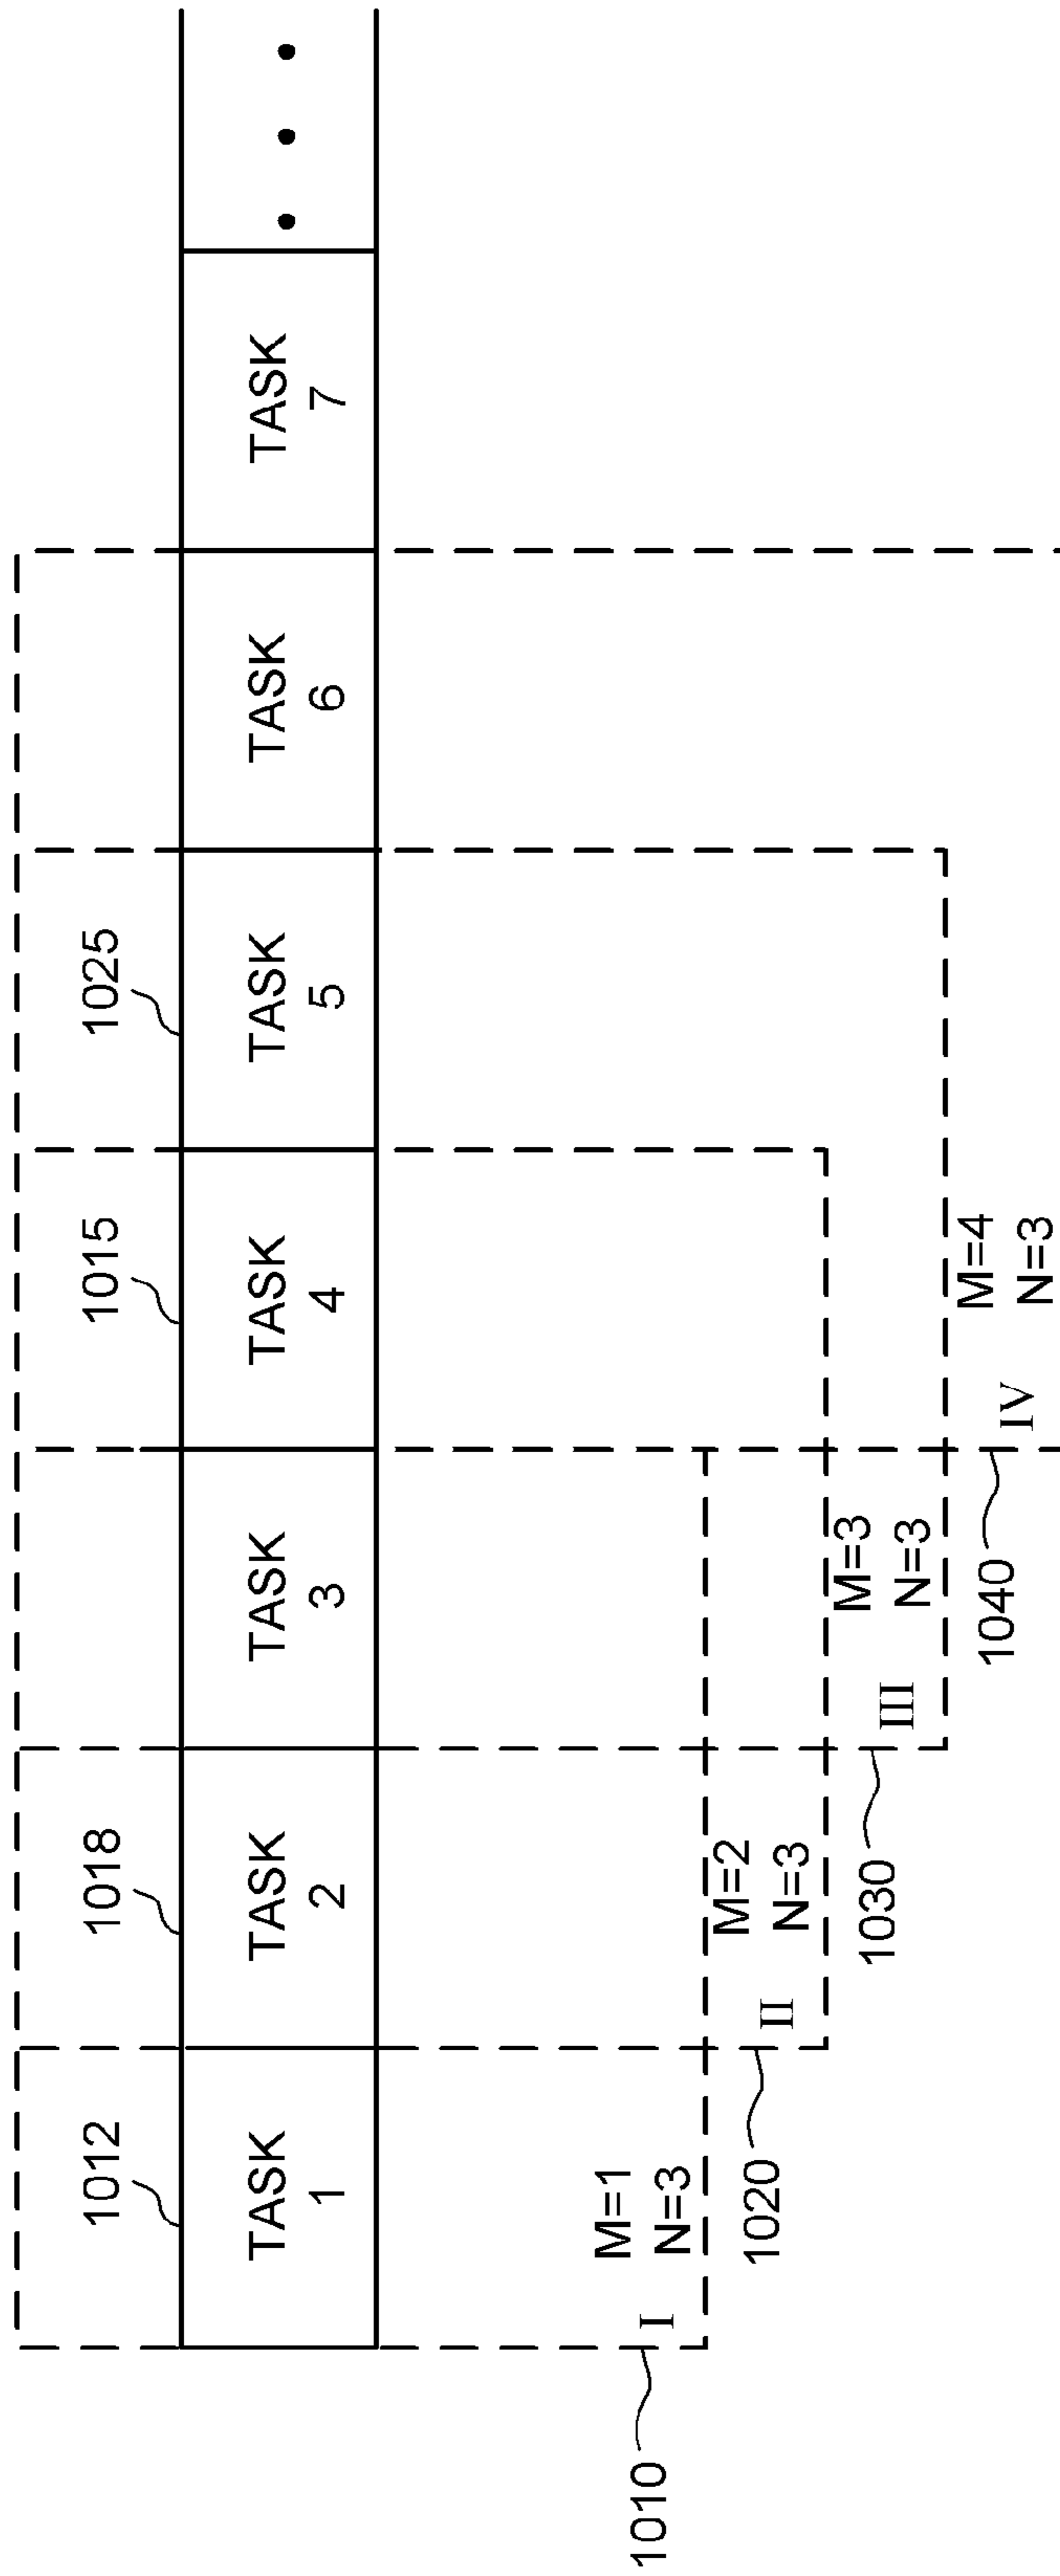 1012
1018
1015
1025
TASK
1
TASK
2
TASK
3
TASK
4
TASK
5
TASK
6
TASK
7
• • •
1010
I
M=1
N=3
1020
II
M=2
N=3
1030
III
M=3
N=3
1040
IV
M=4
N=3